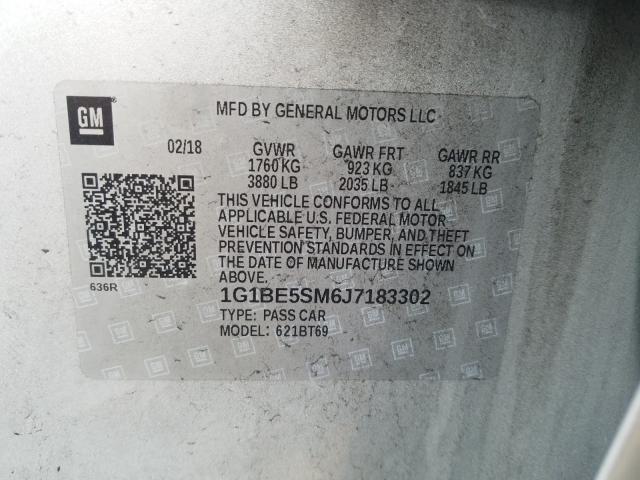 GM
MFD BY GENERAL MOTORS LLC
02/18 GVWR GAWR FRT GAWR RR
1760 KG 923 KG 837 KG
3880 LB 2035 LB 1845 LB
THIS VEHICLE CONFORMS TO ALL
APPLICABLE U.S. FEDERAL MOTOR
VEHICLE SAFETY, BUMPER, AND THEFT
PREVENTION STANDARDS IN EFFECT ON
THE DATE OF MANUFACTURE SHOWN
ABOVE.
636R
1G1BE5SM6J7183302
TYPE: PASS CAR
MODEL: 621BT69